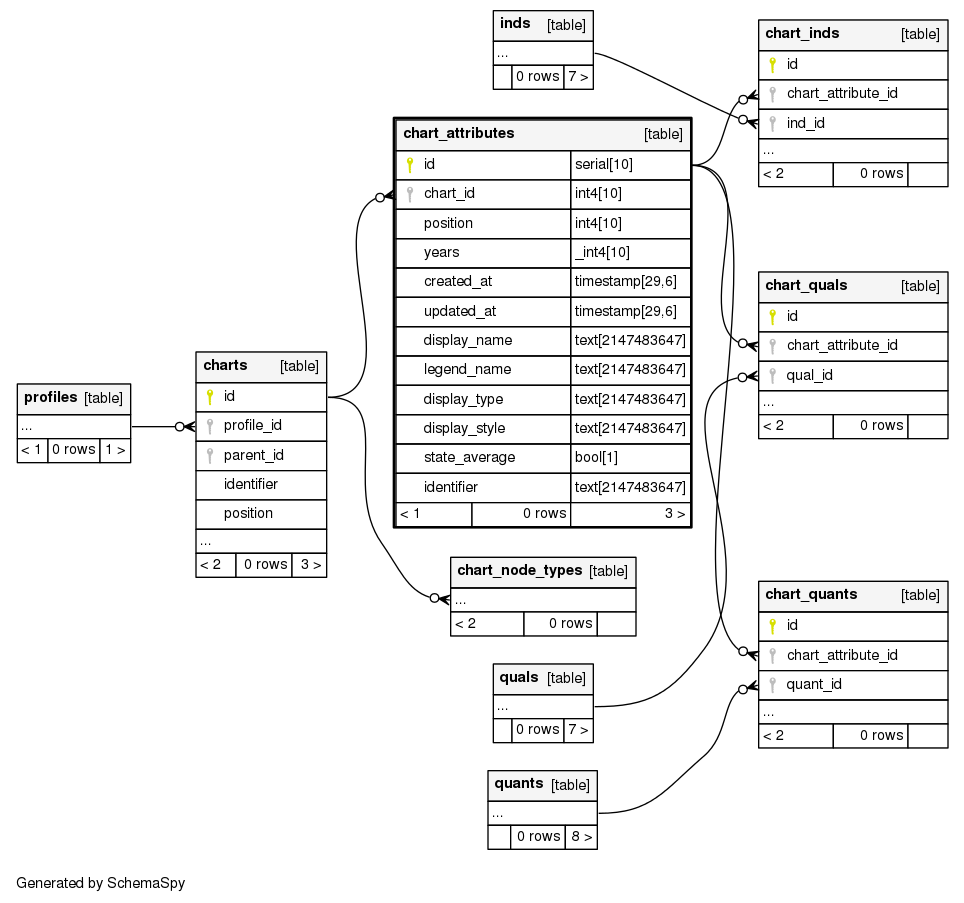 inds [table]
...
0 rows 7 >
chart_inds [table]
id
chart_attribute_id
ind_id
...
< 2 0 rows
chart_attributes [table]
id serial[10]
chart_id int4[10]
position int4[10]
years _int4[10]
created_at timestamp[29,6]
updated_at timestamp[29,6]
display_name text[2147483647]
legend_name text[2147483647]
display_type text[2147483647]
display_style text[2147483647]
state_average bool[1]
identifier text[2147483647]
< 1 0 rows 3 >
chart_quals [table]
id
chart_attribute_id
qual_id
...
< 2 0 rows
charts [table]
id
profile_id
parent_id
identifier
position
...
< 2 0 rows 3 >
profiles [table]
...
< 1 0 rows 1 >
chart_node_types [table]
...
< 2 0 rows
chart_quants [table]
id
chart_attribute_id
quant_id
...
< 2 0 rows
quals [table]
...
0 rows 7 >
quants [table]
...
0 rows 8 >
Generated by SchemaSpy